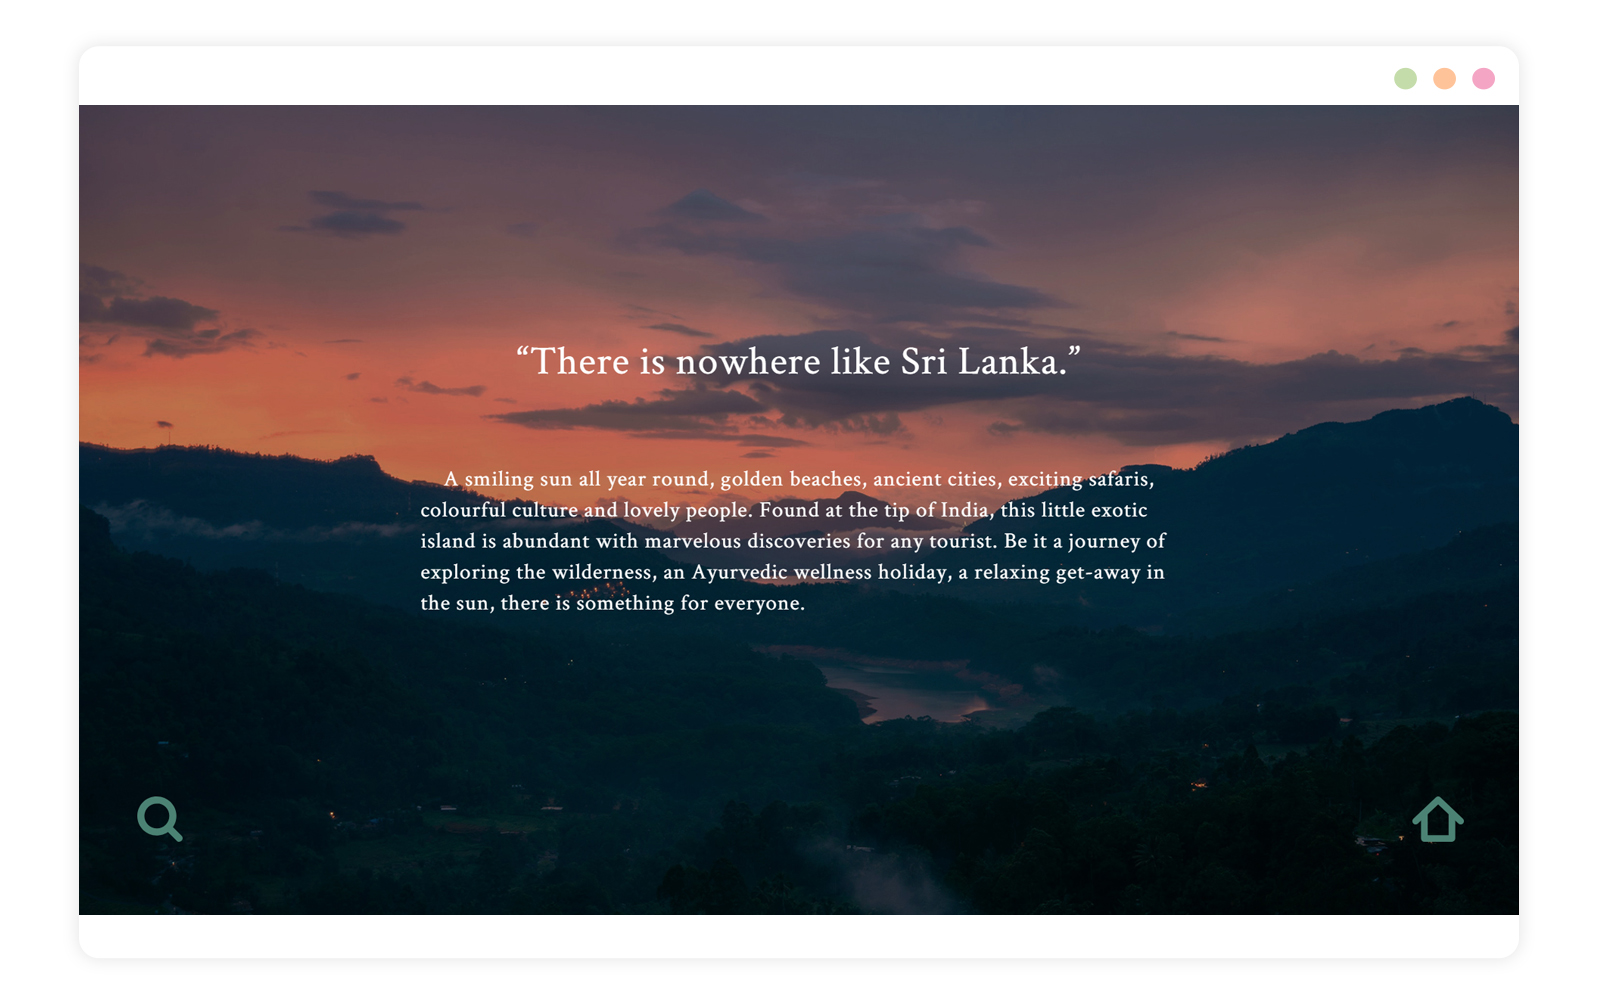 “There is nowhere like Sri Lanka.”
A smiling sun all year round, golden beaches, ancient cities, exciting safaris,
colourful culture and lovely people. Found at the tip of India, this little exotic
island is abundant with marvelous discoveries for any tourist. Be it a journey of
exploring the wilderness, an Ayurvedic wellness holiday, a relaxing get-away in
the sun, there is something for everyone.